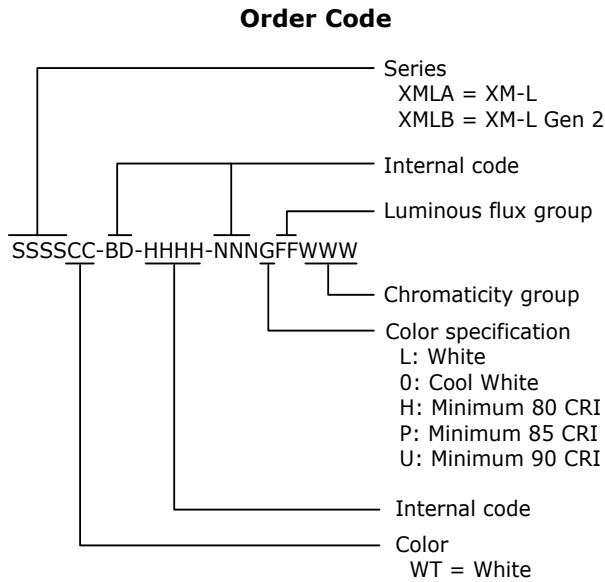 Order Code
Series
XMLA = XM-L
XMLB = XM-L Gen 2
Internal code
Luminous flux group
SSSSCC-BD-HHHH-NNNGFFWWW
Chromaticity group
Color specification
L: White
0: Cool White
H: Minimum 80 CRI
P: Minimum 85 CRI
U: Minimum 90 CRI
Internal code
Color
WT = White